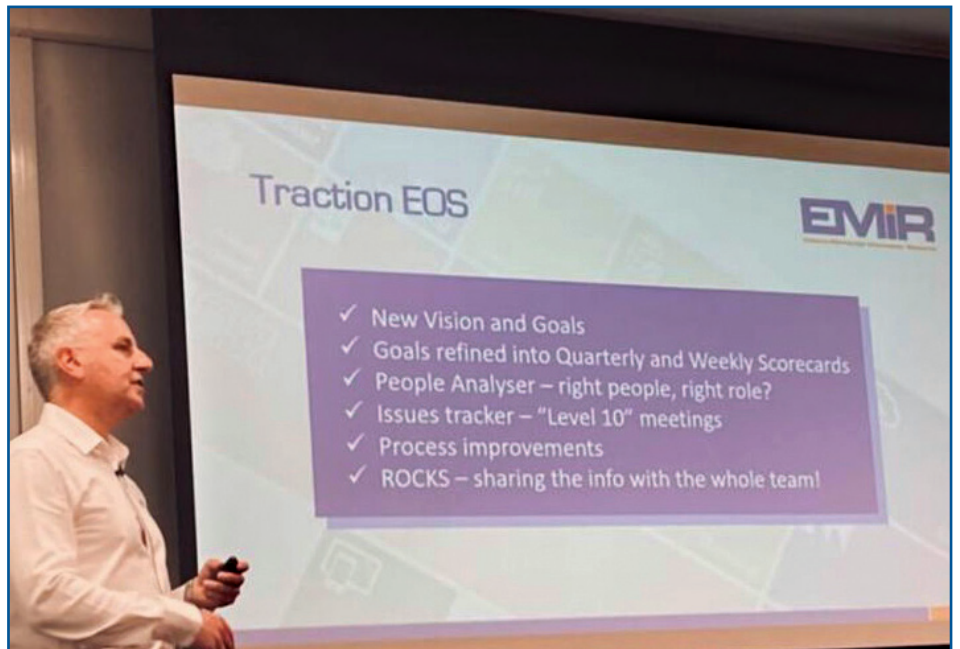 Traction EOS
EMiR
✓ New Vision and Goals
✓ Goals refined into Quarterly and Weekly Scorecards
✓ People Analyser – right people, right role?
✓ Issues tracker – “Level 10” meetings
✓ Process improvements
✓ ROCKS – sharing the info with the whole team!